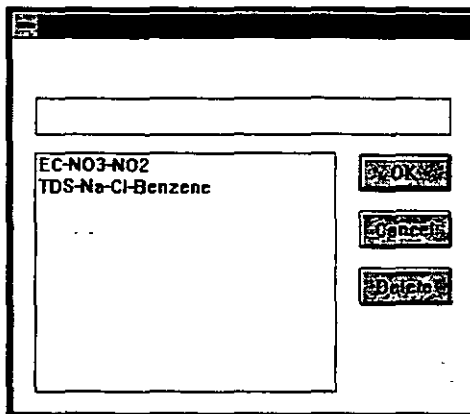 EC-NO3-NO2
TDS-Na-Cl-Benzene
OK
Cancel
Delete